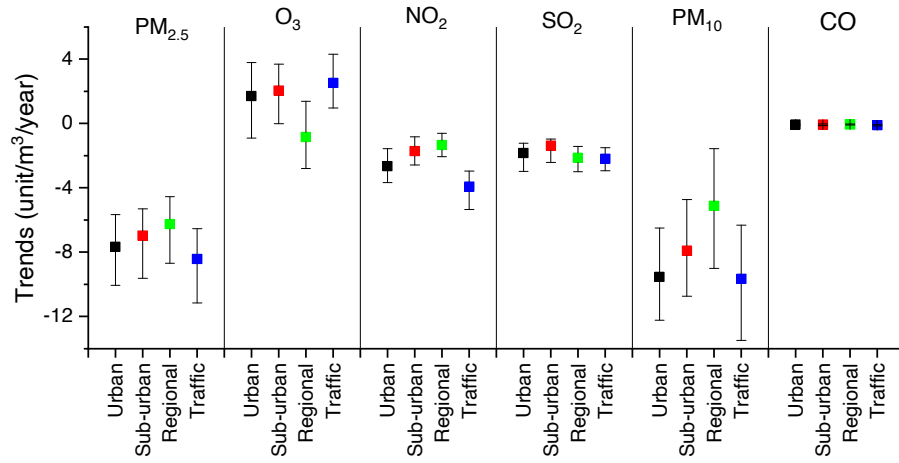 PM2.5
O3
NO2
SO2
PM10
CO
Trends (unit/m3/year)
4
0
-4
-8
-12
Urban
Sub-urban
Regional
Traffic
Urban
Sub-urban
Regional
Traffic
Urban
Sub-urban
Regional
Traffic
Urban
Sub-urban
Regional
Traffic
Urban
Sub-urban
Regional
Traffic
Urban
Sub-urban
Regional
Traffic